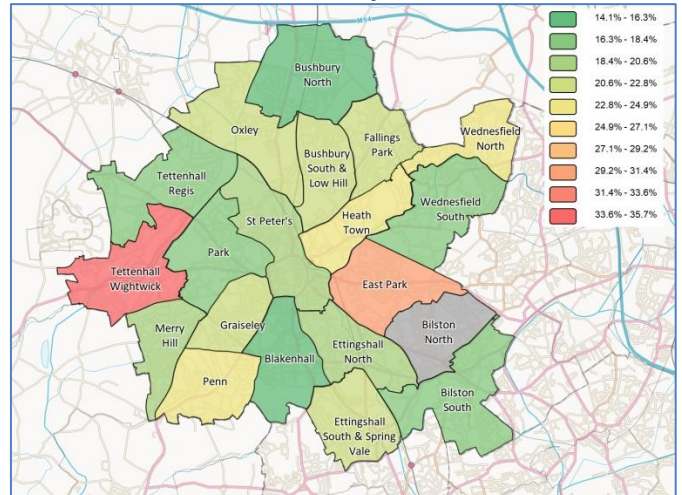 14.1% - 16.3%
16.3% - 18.4%
18.4% - 20.6%
20.6% - 22.8%
22.8% - 24.9%
24.9% - 27.1%
27.1% - 29.2%
29.2% - 31.4%
31.4% - 33.6%
33.6% - 35.7%
Bushbury
North
Oxley
Bushbury
South &
Low Hill
Fallings
Park
Wednesfield
North
Tettenhall
Regis
St Peter's
Heath
Town
Wednesfield
South
Park
Tettenhall
Wightwick
East Park
Merry
Hill
Graiseley
Blakenhall
Ettingshall
North
Bilston
North
Penn
Ettingshall
South & Spring
Vale
Bilston
South